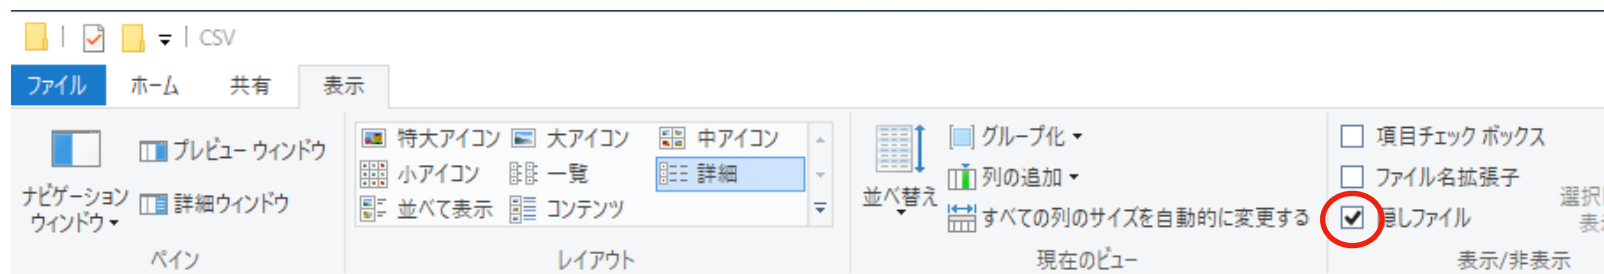 CSV
ファイル ホーム 共有 表示
ナビゲーション
ウィンドウ
プレビュー ウィンドウ
詳細ウィンドウ
ペイン
特大アイコン 大アイコン 中アイコン
小アイコン 一覧 詳細
並べて表示 コンテンツ
レイアウト
並べ替え
グループ化
列の追加
すべての列のサイズを自動的に変更する
現在のビュー
項目チェック ボックス
ファイル名拡張子
隠しファイル
選択
表
表示/非表示